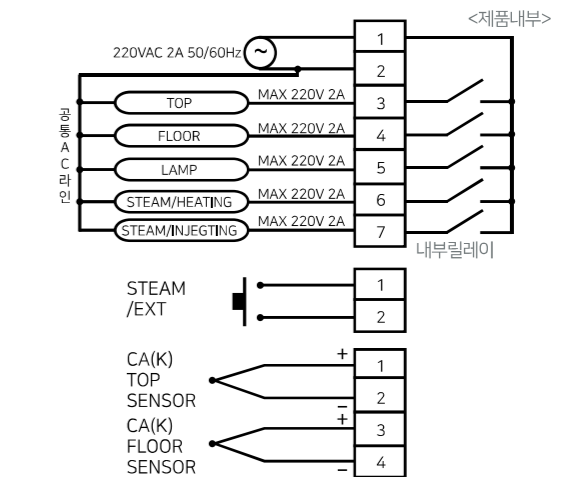 <제품내부>
220VAC 2A 50/60Hz
~
1
2
공통AC라인
TOP
MAX 220V 2A
3
FLOOR
MAX 220V 2A
4
LAMP
MAX 220V 2A
5
STEAM/HEATING
MAX 220V 2A
6
STEAM/INJEGTING
MAX 220V 2A
7
내부릴레이
STEAM
/EXT
1
2
CA(K)
TOP
SENSOR
+
1
2
−
CA(K)
FLOOR
SENSOR
+
3
4
−